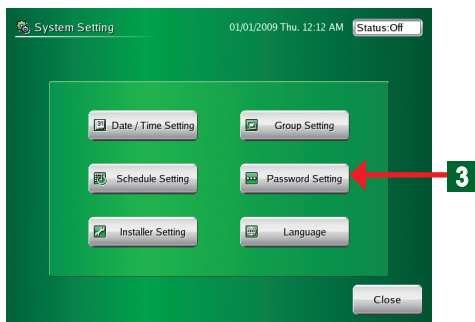 System Setting 01/01/2009 Thu. 12:12 AM Status:Off
31 Date / Time Setting Group Setting
Schedule Setting Password Setting 3
Installer Setting Language
Close